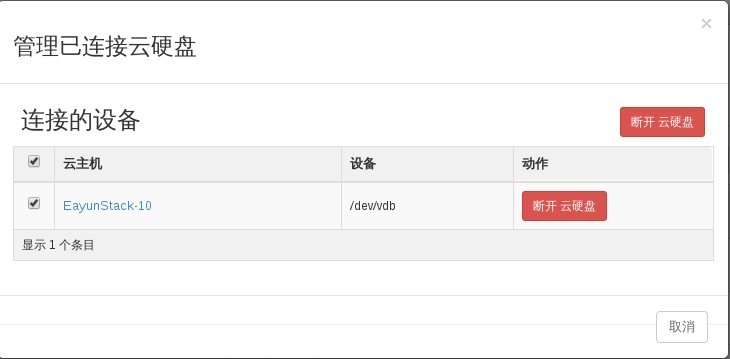 ×
管理已连接云硬盘
连接的设备
断开 云硬盘
云主机 设备 动作
EayunStack-10 /dev/vdb 断开 云硬盘
显示 1 个条目
取消